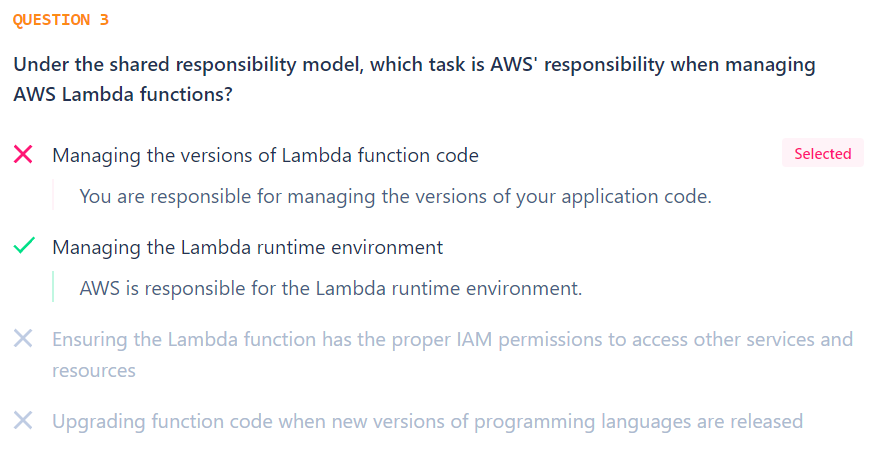 QUESTION 3
Under the shared responsibility model, which task is AWS' responsibility when managing
AWS Lambda functions?
Managing the versions of Lambda function code
Selected
You are responsible for managing the versions of your application code.
Managing the Lambda runtime environment
AWS is responsible for the Lambda runtime environment.
Ensuring the Lambda function has the proper IAM permissions to access other services and
resources
Upgrading function code when new versions of programming languages are released